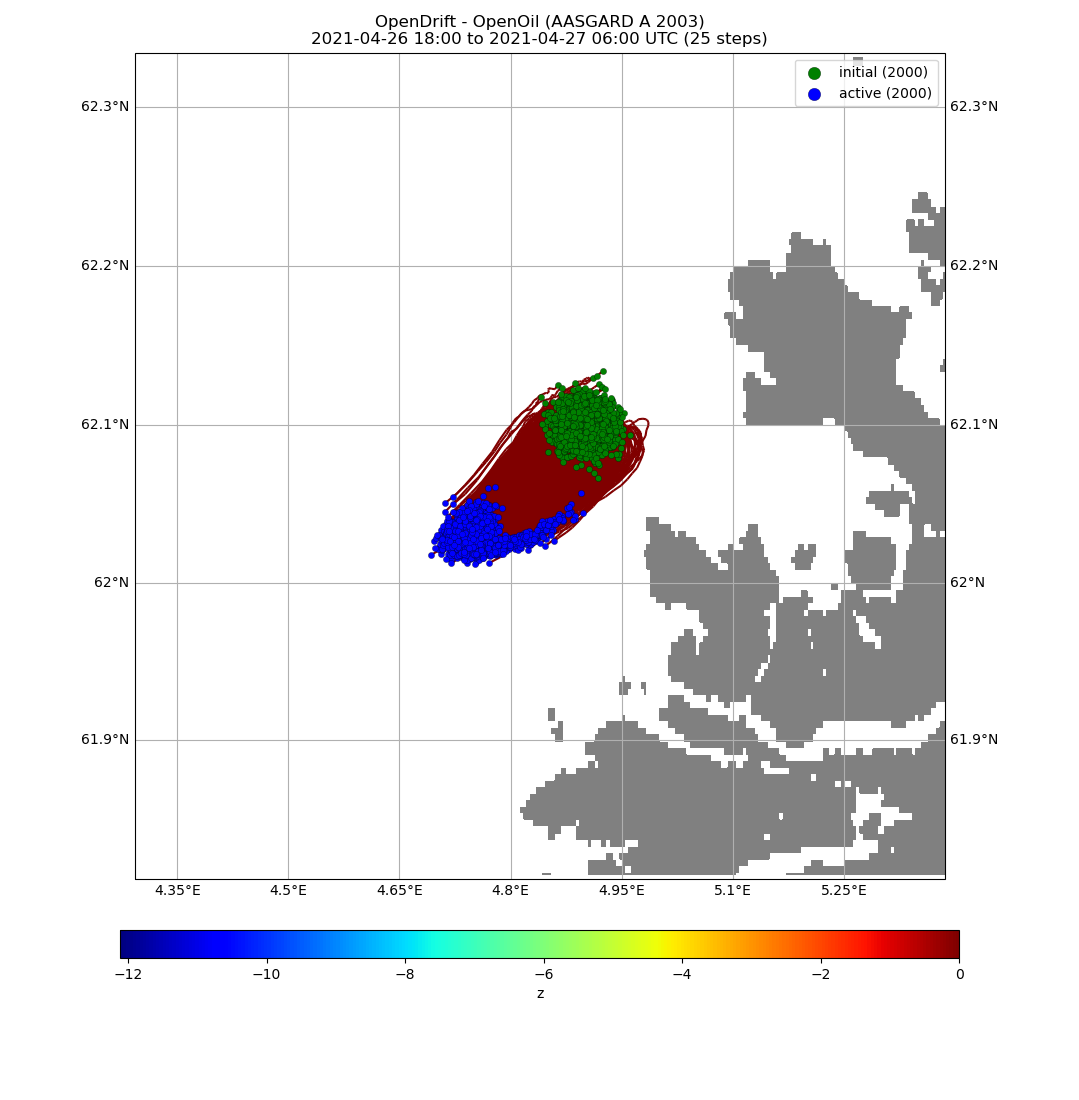 OpenDrift - OpenOil (AASGARD A 2003)
2021-04-26 18:00 to 2021-04-27 06:00 UTC (25 steps)
initial (2000)
active (2000)
62.3°N 62.3°N
62.2°N 62.2°N
62.1°N 62.1°N
62°N 62°N
61.9°N 61.9°N
4.35°E 4.5°E 4.65°E 4.8°E 4.95°E 5.1°E 5.25°E
−12 −10 −8 −6 −4 −2 0
z